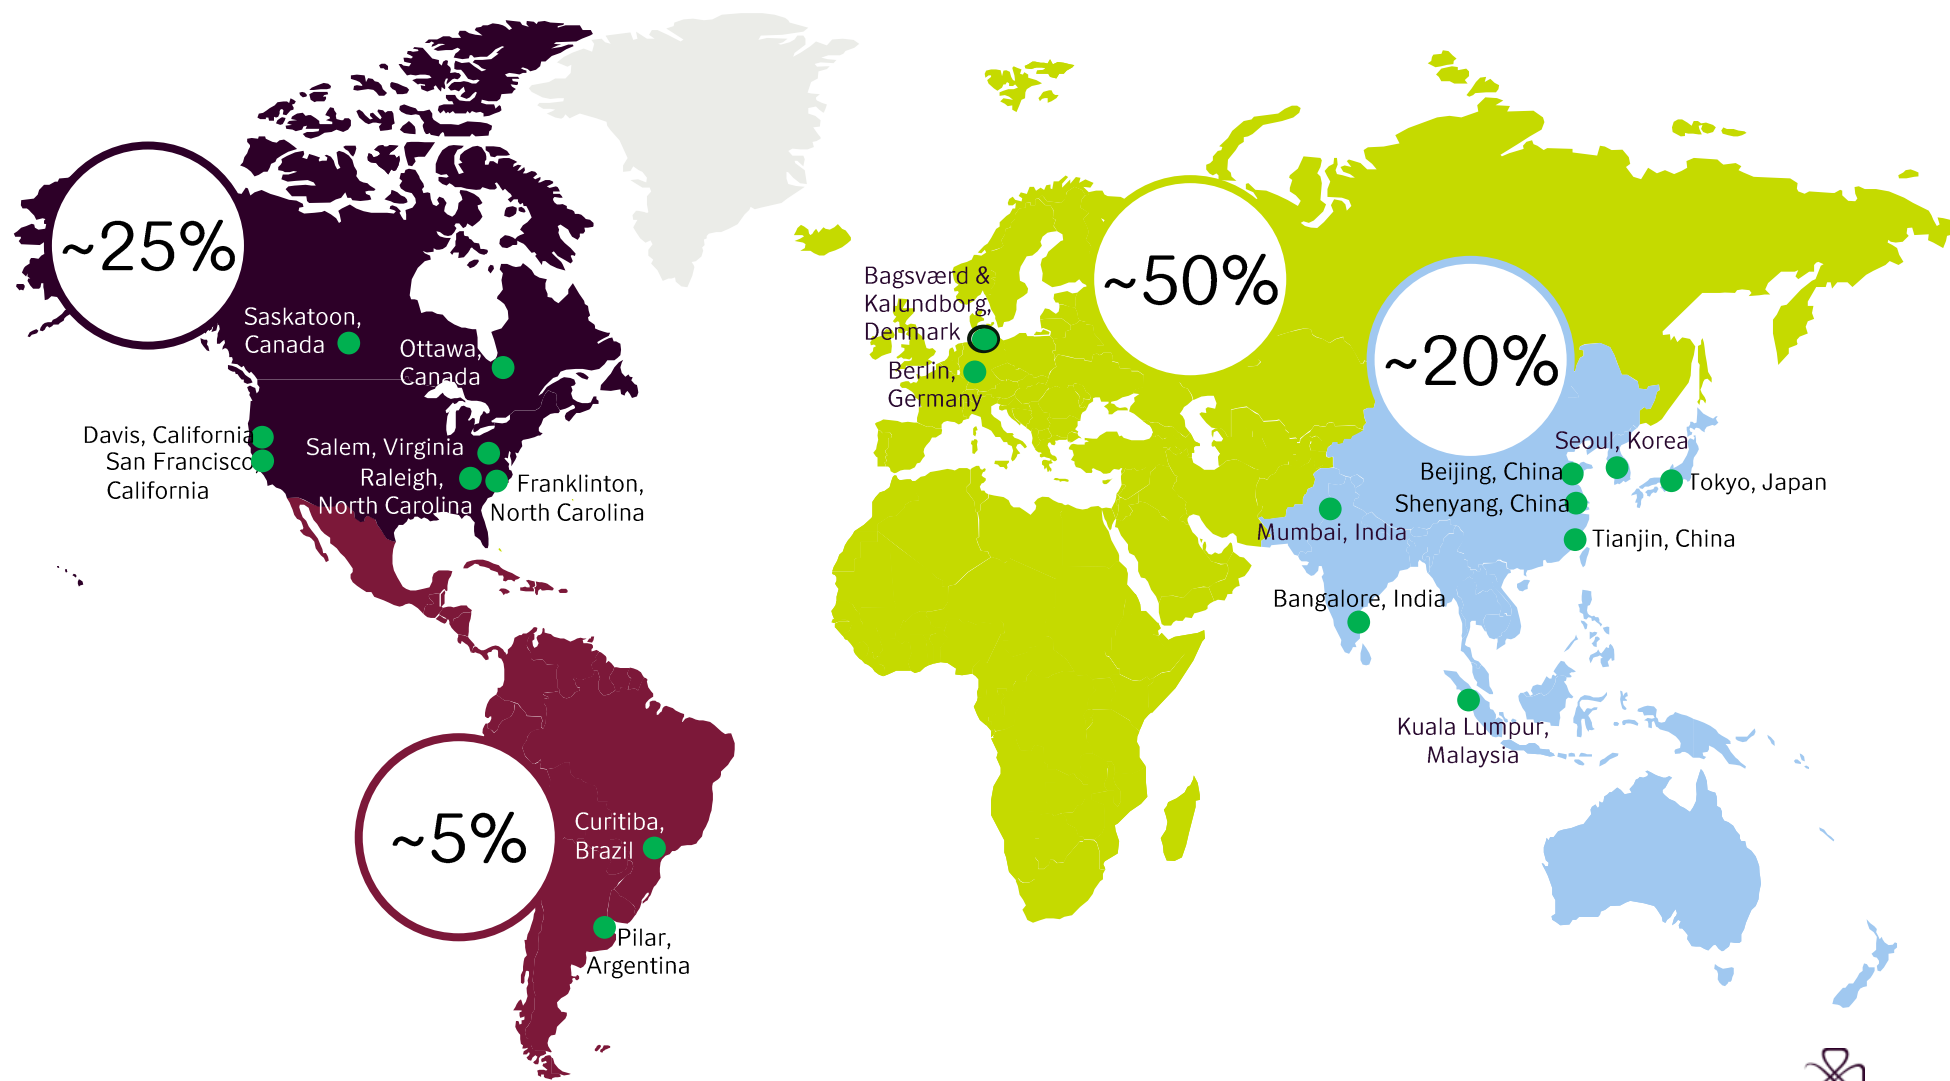 ~25%
~50%
~20%
~5%
Saskatoon,
Canada
Ottawa,
Canada
Davis, California
San Francisco,
California
Salem, Virginia
Raleigh,
North Carolina
Franklinton,
North Carolina
Bagsværd &
Kalundborg,
Denmark
Berlin,
Germany
Seoul, Korea
Beijing, China
Shenyang, China
Tokyo, Japan
Tianjin, China
Mumbai, India
Bangalore, India
Kuala Lumpur,
Malaysia
Curitiba,
Brazil
Pilar,
Argentina